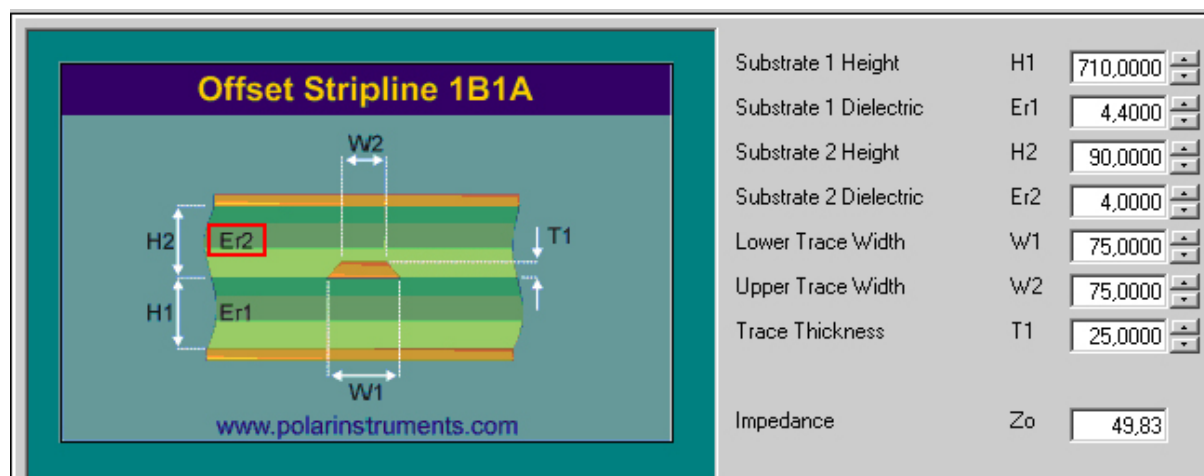 Offset Stripline 1B1A
W2
H2
Er2
T1
H1
Er1
W1
www.polarinstruments.com
Substrate 1 Height H1 710,0000
Substrate 1 Dielectric Er1 4,4000
Substrate 2 Height H2 90,0000
Substrate 2 Dielectric Er2 4,0000
Lower Trace Width W1 75,0000
Upper Trace Width W2 75,0000
Trace Thickness T1 25,0000
Impedance Zo 49,83